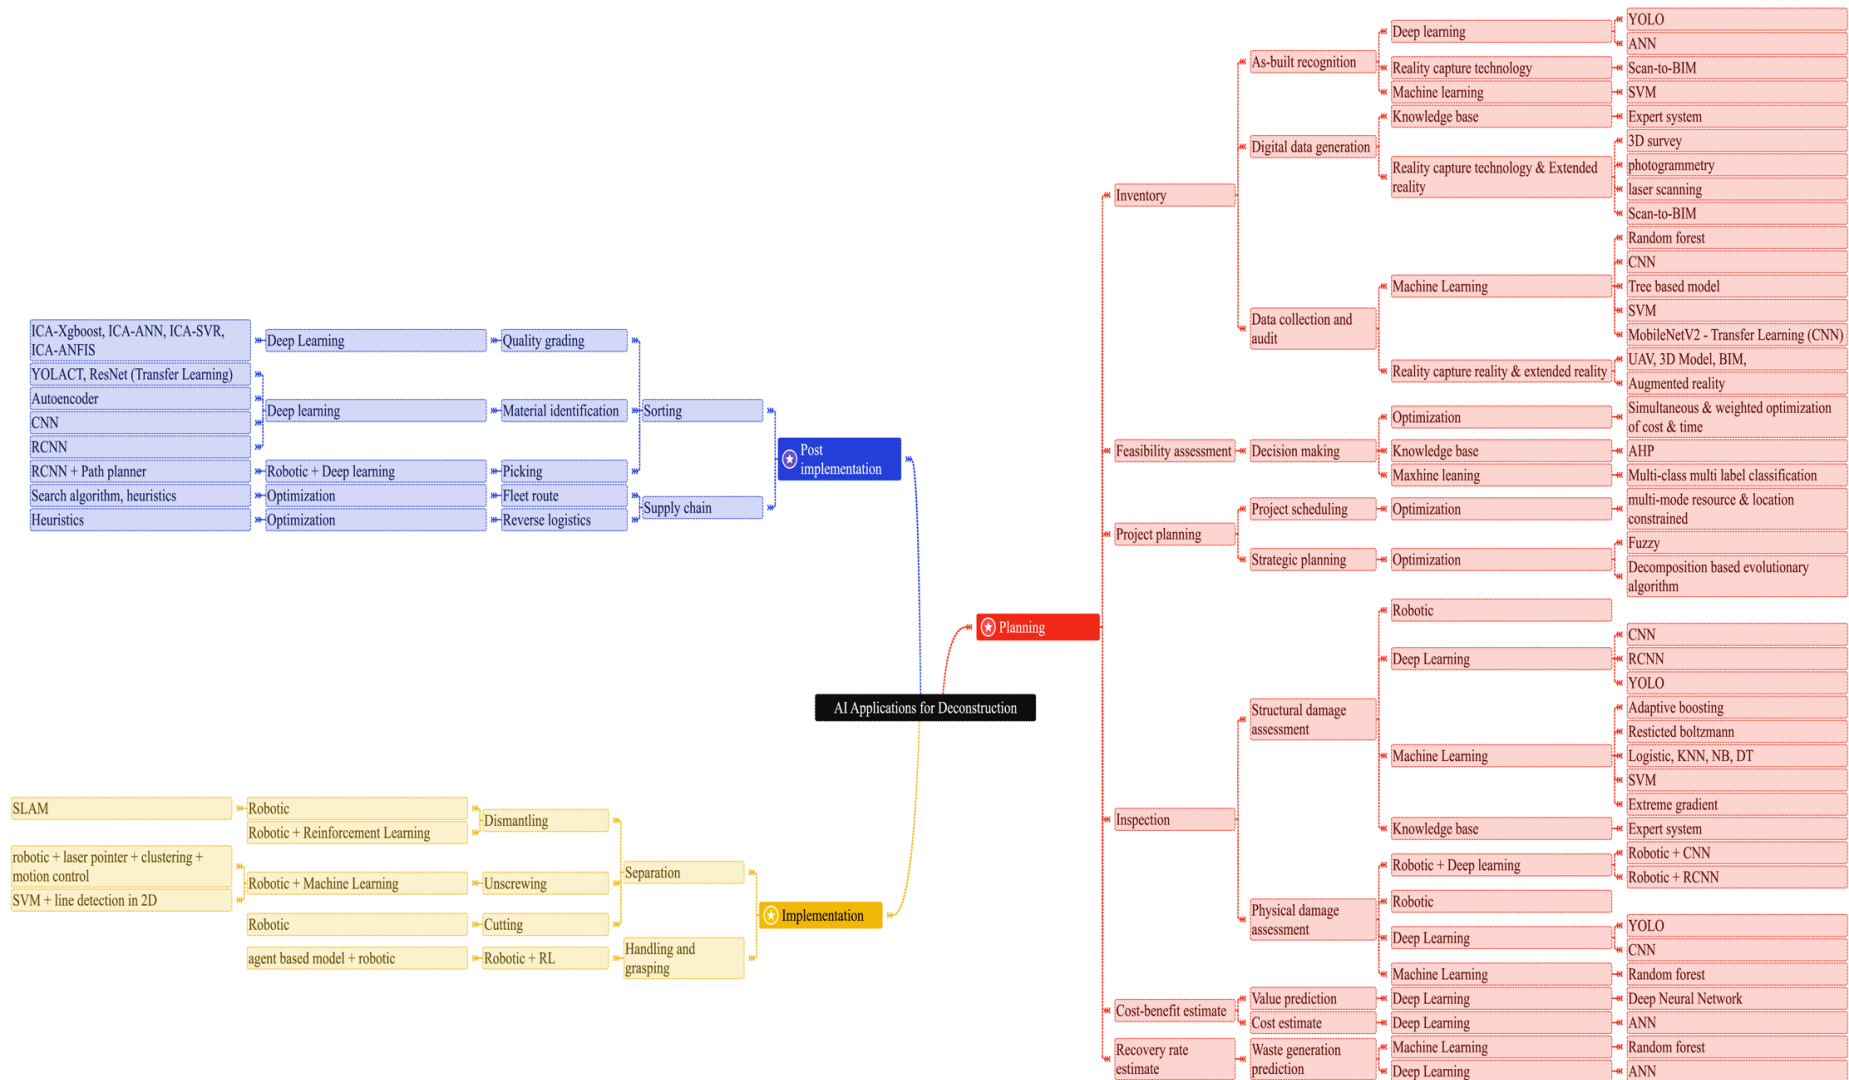 AI Applications for Deconstruction
Post
implementation
Sorting
Quality grading
Deep Learning
ICA-Xgboost, ICA-ANN, ICA-SVR,
ICA-ANFIS
Material identification
Deep learning
YOLACT, ResNet (Transfer Learning)
Autoencoder
CNN
RCNN
Picking
Robotic + Deep learning
RCNN + Path planner
Supply chain
Fleet route
Optimization
Search algorithm, heuristics
Reverse logistics
Optimization
Heuristics
Implementation
Separation
Dismantling
Robotic
SLAM
Robotic + Reinforcement Learning
Unscrewing
Robotic + Machine Learning
robotic + laser pointer + clustering +
motion control
SVM + line detection in 2D
Cutting
Robotic
Handling and
grasping
Robotic + RL
agent based model + robotic
Planning
Inventory
As-built recognition
Deep learning
YOLO
ANN
Reality capture technology
Scan-to-BIM
Machine learning
SVM
Digital data generation
Knowledge base
Expert system
Reality capture technology & Extended
reality
3D survey
photogrammetry
laser scanning
Scan-to-BIM
Data collection and
audit
Machine Learning
Random forest
CNN
Tree based model
SVM
MobileNetV2 - Transfer Learning (CNN)
Reality capture reality & extended reality
UAV, 3D Model, BIM,
Augmented reality
Feasibility assessment
Decision making
Optimization
Simultaneous & weighted optimization
of cost & time
Knowledge base
AHP
Maxhine leaning
Multi-class multi label classification
Project planning
Project scheduling
Optimization
multi-mode resource & location
constrained
Strategic planning
Optimization
Fuzzy
Decomposition based evolutionary
algorithm
Inspection
Structural damage
assessment
Robotic
Deep Learning
CNN
RCNN
YOLO
Machine Learning
Adaptive boosting
Resticted boltzmann
Logistic, KNN, NB, DT
SVM
Extreme gradient
Knowledge base
Expert system
Physical damage
assessment
Robotic + Deep learning
Robotic + CNN
Robotic + RCNN
Robotic
Deep Learning
YOLO
CNN
Machine Learning
Random forest
Cost-benefit estimate
Value prediction
Deep Learning
Deep Neural Network
Cost estimate
Deep Learning
ANN
Recovery rate
estimate
Waste generation
prediction
Machine Learning
Random forest
Deep Learning
ANN